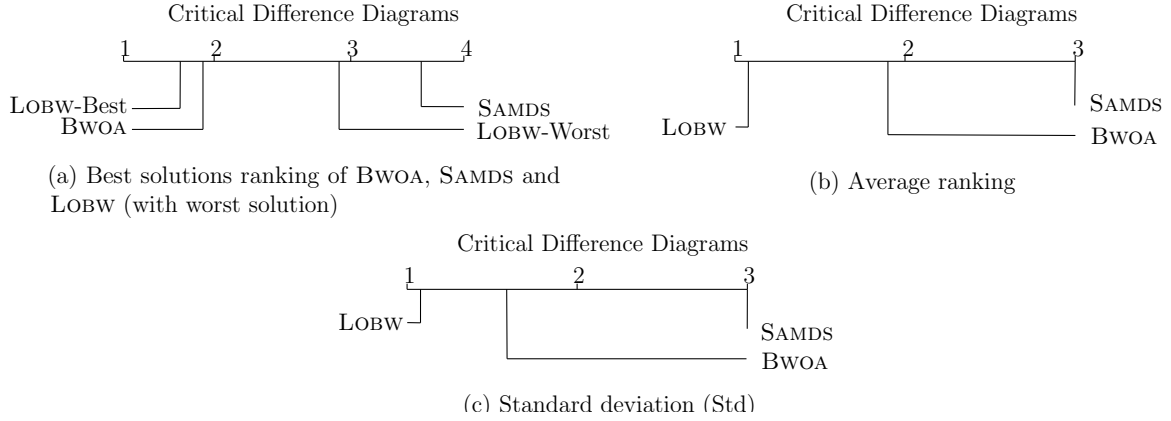 Critical Difference Diagrams
1 2 3 4
LOBW-Best
BWOA
SAMDS
LOBW-Worst
(a) Best solutions ranking of BWOA, SAMDS and
LOBW (with worst solution)
Critical Difference Diagrams
1 2 3
LOBW
SAMDS
BWOA
(b) Average ranking
Critical Difference Diagrams
1 2 3
LOBW
SAMDS
BWOA
(c) Standard deviation (Std)